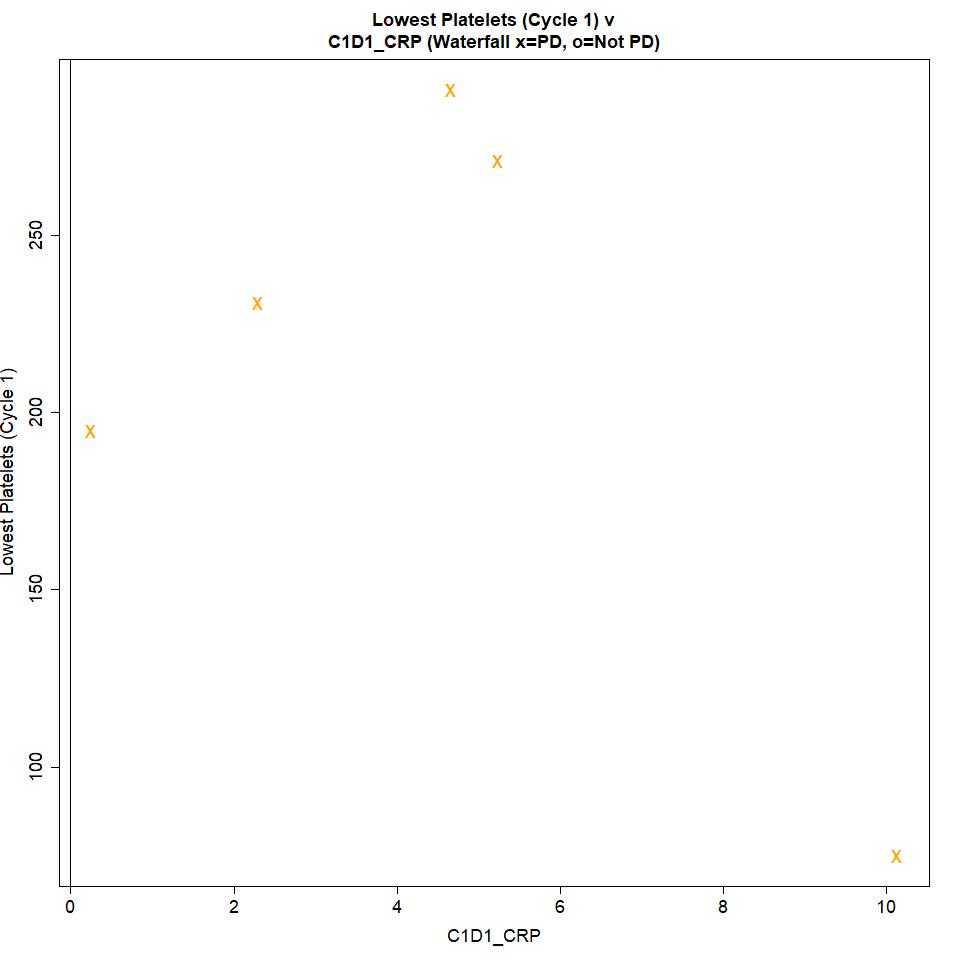 Lowest Platelets (Cycle 1) v
C1D1_CRP (Waterfall x=PD, o=Not PD)
X
X
250
X
200
X
Lowest Platelets (Cycle 1)
150
100
X
0 2 4 6 8 10
C1D1_CRP